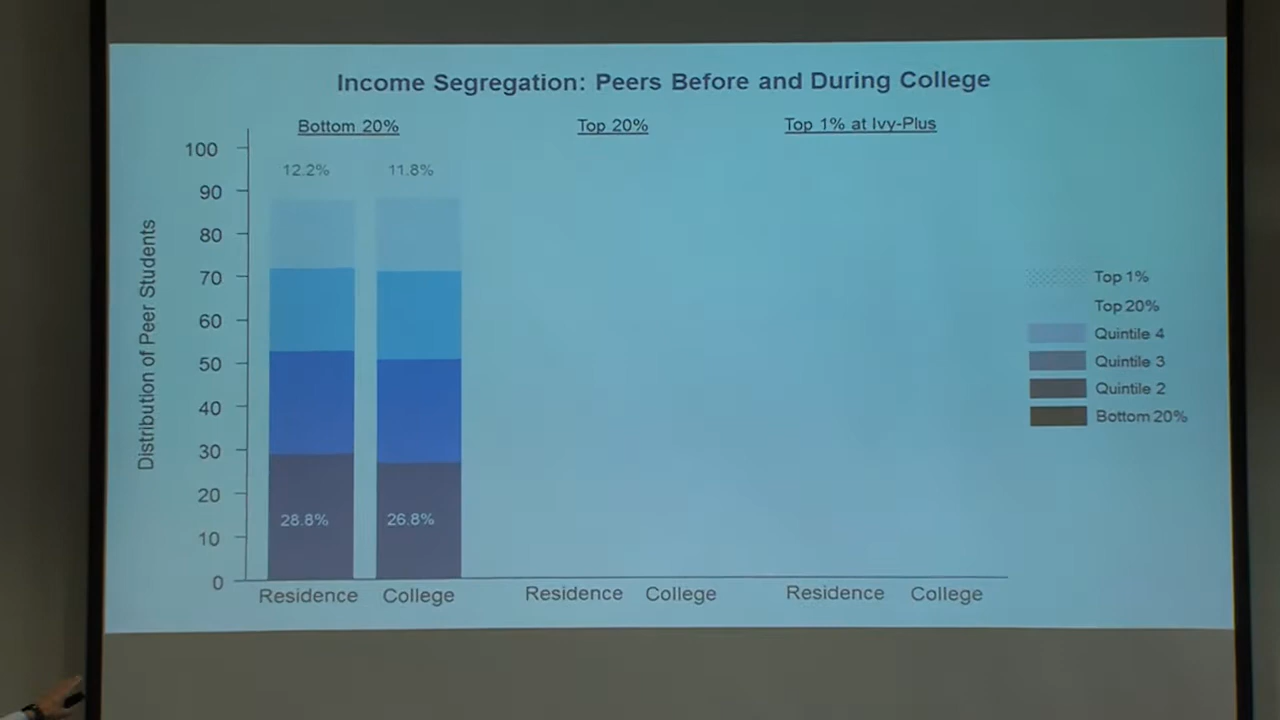 Income Segregation: Peers Before and During College
Bottom 20%
Top 20%
Top 1% at Ivy-Plus
Distribution of Peer Students
100
90
80
70
60
50
40
30
20
10
0
12.2%
11.8%
28.8%
26.8%
Residence
College
Residence
College
Residence
College
Top 1%
Top 20%
Quintile 4
Quintile 3
Quintile 2
Bottom 20%